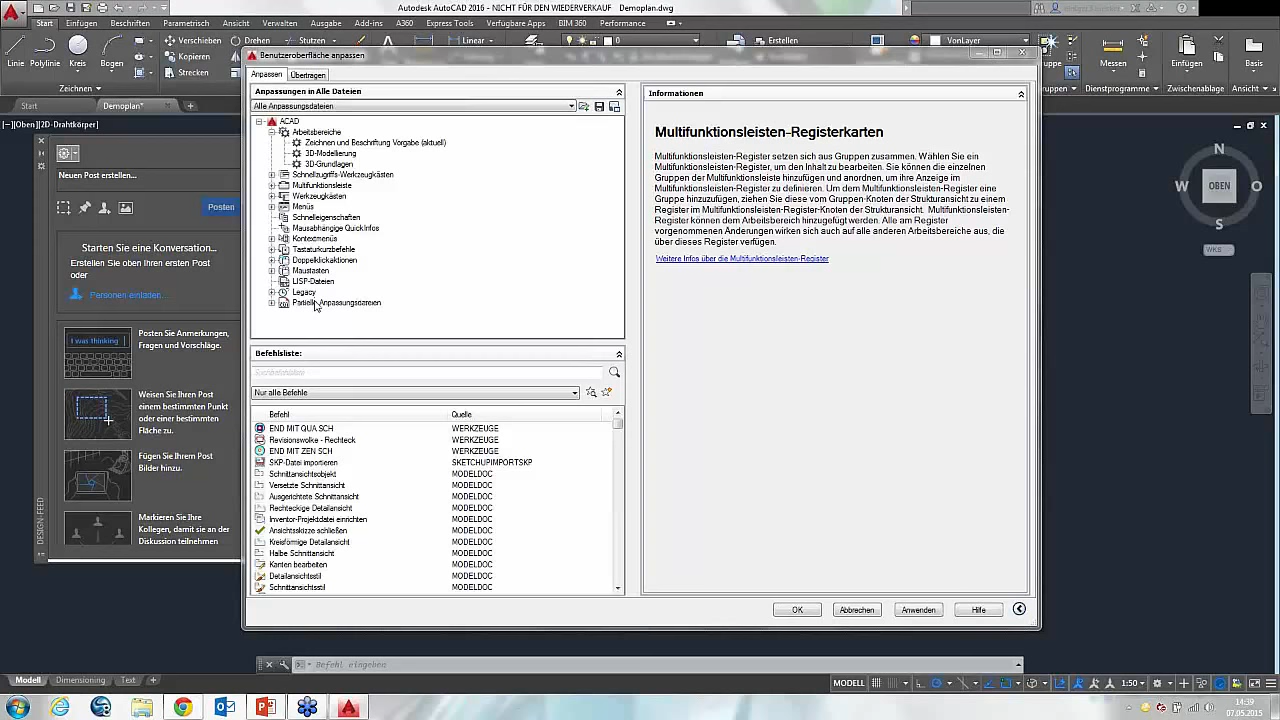 Autodesk AutoCAD 2016 - NICHT FÜR DEN WIEDERVERKAUF Demoplan.dwg
Start Einfügen Beschriften Parametrisch Ansicht Verwalten Ausgabe Add-ins A360 Express Tools Verfügbare Apps BIM 360 Performance
Verschieben Drehen Stutzen Linear 0 Erstellen VonLayer
Linie Polylinie Kreis Bogen Kopieren Messen Einfügen Basis
Strecken
Zeichnen Gruppen Dienstprogramme Zwischenablage Ansicht
Start Demoplan*
[−][Oben][2D-Drahtkörper]
Neuen Post erstellen...
Posten
Starten Sie eine Konversation...
Erstellen Sie oben Ihren ersten Post
oder
Personen einladen...
I was thinking
Posten Sie Anmerkungen,
Fragen und Vorschläge.
Weisen Sie Ihren Post
einem bestimmten Punkt
oder einer bestimmten
Fläche zu.
Fügen Sie Ihrem Post
Bilder hinzu.
Markieren Sie Ihre
Kollegen, damit sie an der
Diskussion teilnehmen
DESIGN-FEED
Benutzeroberfläche anpassen
Anpassen Übertragen
Anpassungen in Alle Dateien
Alle Anpassungsdateien
ACAD
Arbeitsbereiche
Zeichnen und Beschriftung Vorgabe (aktuell)
3D-Modellierung
3D-Grundlagen
Schnellzugriffs-Werkzeugkästen
Multifunktionsleiste
Werkzeugkästen
Menüs
Schnelleigenschaften
Mausabhängige QuickInfos
Kontextmenüs
Tastaturkurzbefehle
Doppelklickaktionen
Maustasten
LISP-Dateien
Legacy
Partielle Anpassungsdateien
Befehlsliste:
Suchbefehlsliste
Nur alle Befehle
Befehl Quelle
END MIT QUA SCH WERKZEUGE
Revisionswolke - Rechteck WERKZEUGE
END MIT ZEN SCH WERKZEUGE
SKP-Datei importieren SKETCHUPIMPORTSKP
Schnittansichtsobjekt MODELDOC
Versetzte Schnittansicht MODELDOC
Ausgerichtete Schnittansicht MODELDOC
Rechteckige Detailansicht MODELDOC
Inventor-Projektdatei einrichten MODELDOC
Ansichtsskizze schließen MODELDOC
Kreisförmige Detailansicht MODELDOC
Halbe Schnittansicht MODELDOC
Kanten bearbeiten MODELDOC
Detailansichtsstil MODELDOC
Schnittansichtsstil MODELDOC
Informationen
Multifunktionsleisten-Registerkarten
Multifunktionsleisten-Register setzen sich aus Gruppen zusammen. Wählen Sie ein
Multifunktionsleisten-Register, um den Inhalt zu bearbeiten. Sie können die einzelnen
Gruppen der Multifunktionsleiste hinzufügen und anordnen, um ihre Anzeige im
Multifunktionsleisten-Register zu definieren. Um dem Multifunktionsleisten-Register eine
Gruppe hinzuzufügen, ziehen Sie diese vom Gruppen-Knoten der Strukturansicht zu einem
Register im Multifunktionsleisten-Register-Knoten der Strukturansicht. Multifunktionsleisten-
Register können dem Arbeitsbereich hinzugefügt werden. Alle am Register
vorgenommenen Änderungen wirken sich auch auf alle anderen Arbeitsbereiche aus, die
über dieses Register verfügen.
Weitere Infos über die Multifunktionsleisten-Register
OK Abbrechen Anwenden Hilfe
N
W OBEN O
S
WKS
Befehl eingeben
Modell Dimensioning Text
MODELL 1:50
14:39
07.05.2015